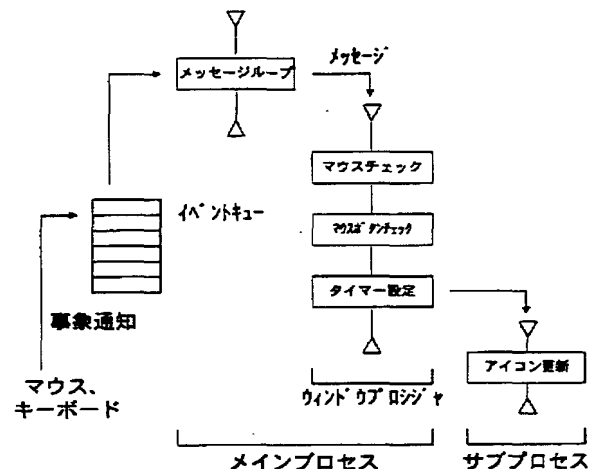 メッセージループ
メッセージ
マウスチェック
イベントキュー
マウスボタンチェック
タイマー設定
事象通知
アイコン更新
マウス、
キーボード
ウィンドウプロシジャ
メインプロセス
サブプロセス